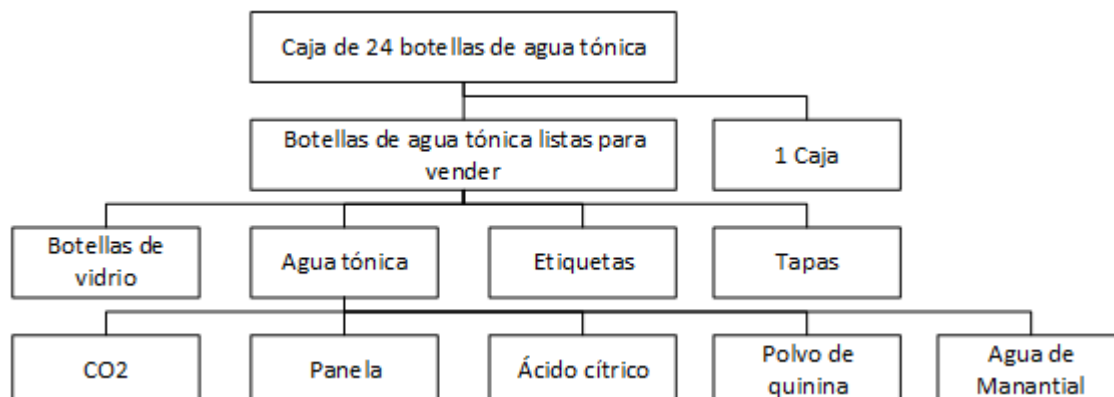 Caja de 24 botellas de agua tónica
Botellas de agua tónica listas para
vender
1 Caja
Botellas de
vidrio
Agua tónica
Etiquetas
Tapas
CO2
Panela
Ácido cítrico
Polvo de
quinina
Agua de
Manantial